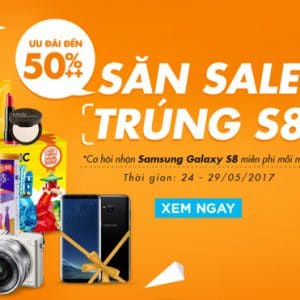 ƯU ĐÃI ĐẾN
50%++
SĂN SALE
TRÚNG S8
*Cơ hội nhận Samsung Galaxy S8 miễn phí mỗi
Thời gian: 24 - 29/05/2017
XEM NGAY